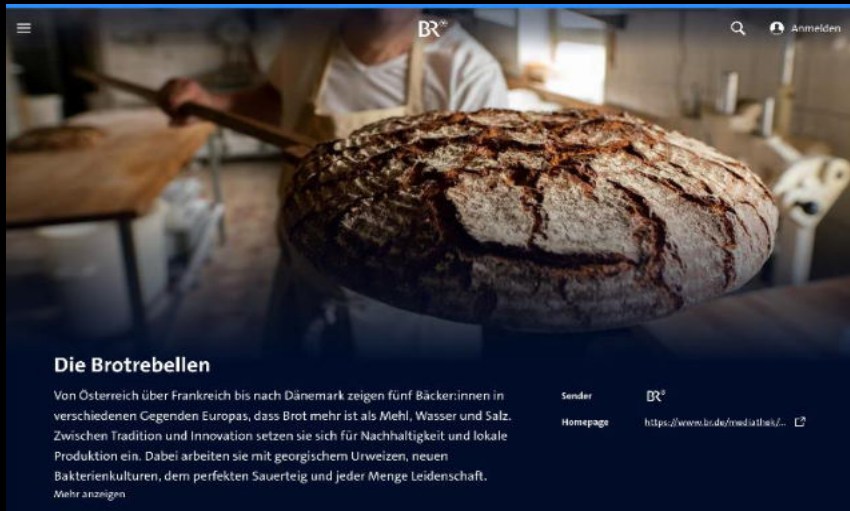 BR
Anmelden
Die Brotrebellen
Von Österreich über Frankreich bis nach Dänemark zeigen fünf Bäcker:innen in
verschiedenen Gegenden Europas, dass Brot mehr ist als Mehl, Wasser und Salz.
Zwischen Tradition und Innovation setzen sie sich für Nachhaltigkeit und lokale
Produktion ein. Dabei arbeiten sie mit georgischem Urweizen, neuen
Bakterienkulturen, dem perfekten Sauerteig und jeder Menge Leidenschaft.
Mehr anzeigen
Sender BR
Homepage https://www.br.de/mediathek/...